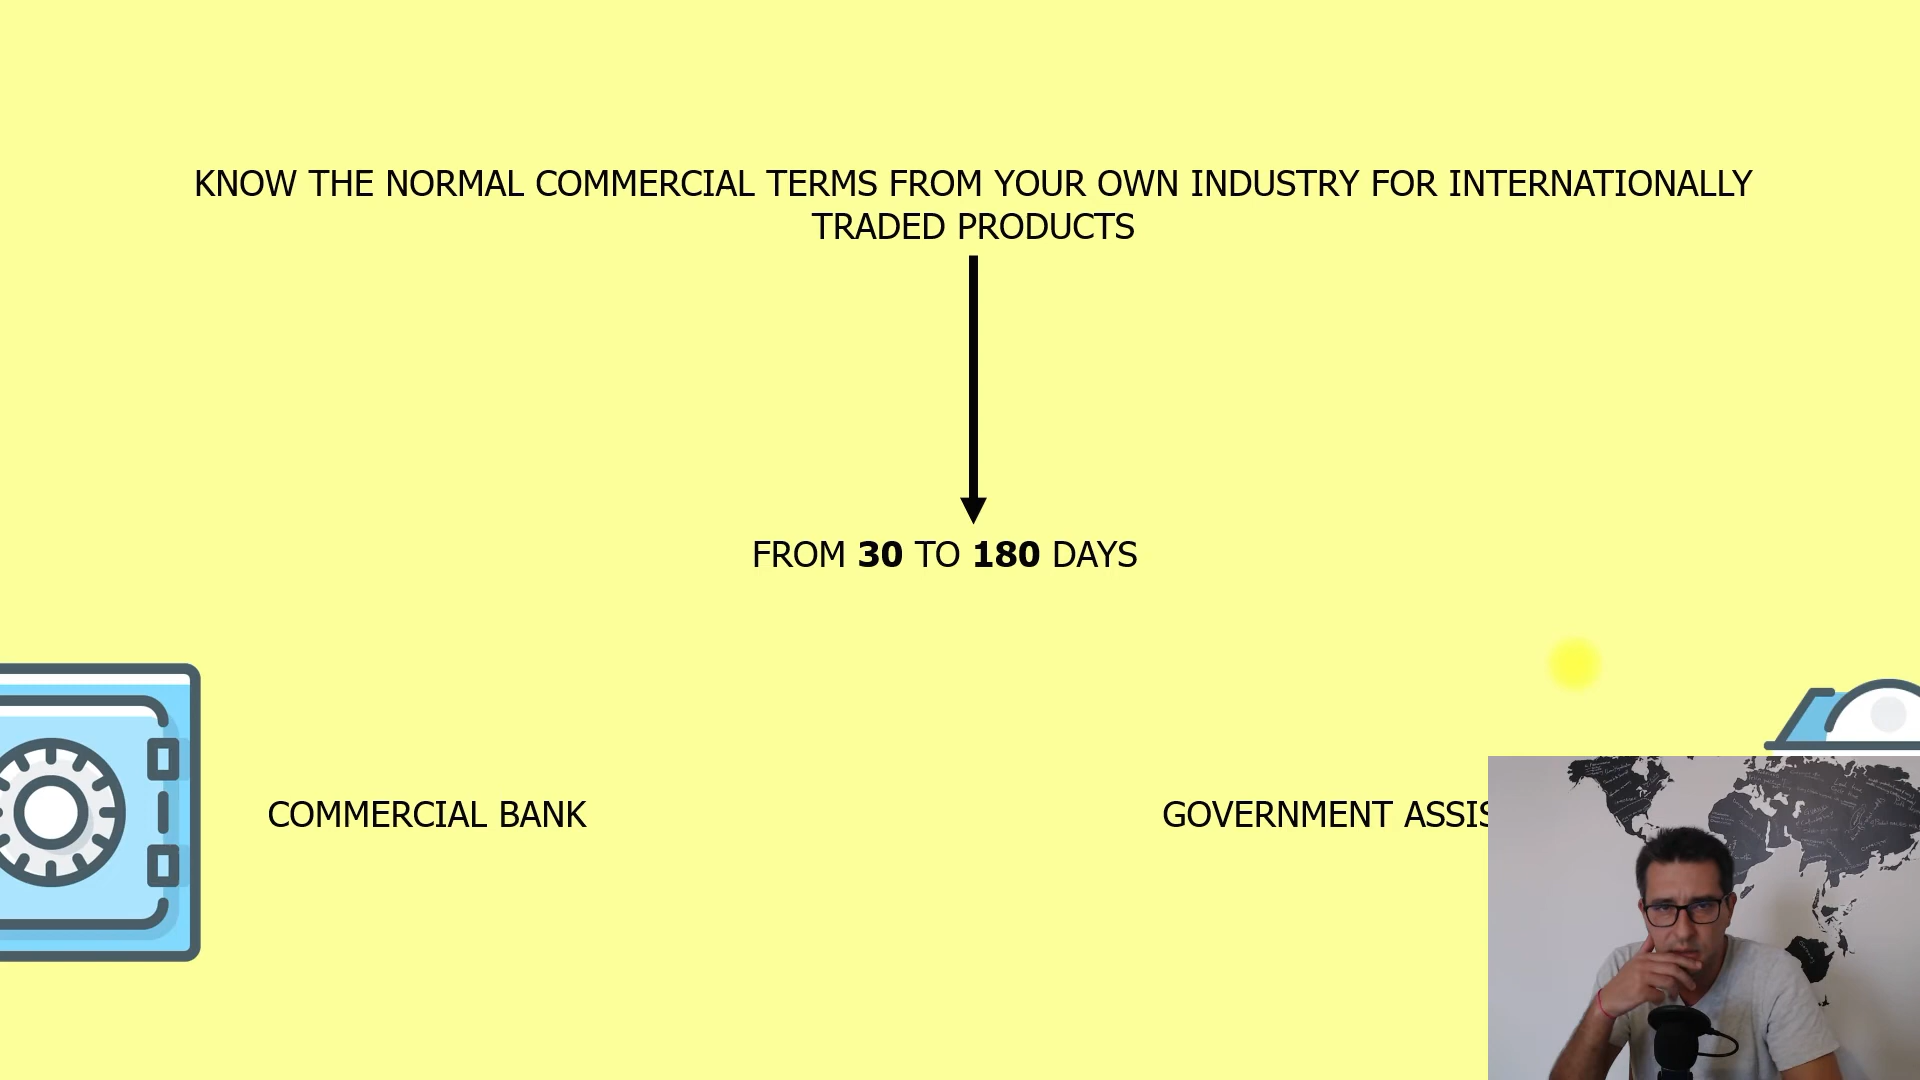 KNOW THE NORMAL COMMERCIAL TERMS FROM YOUR OWN INDUSTRY FOR INTERNATIONALLY
TRADED PRODUCTS
FROM 30 TO 180 DAYS
COMMERCIAL BANK
GOVERNMENT